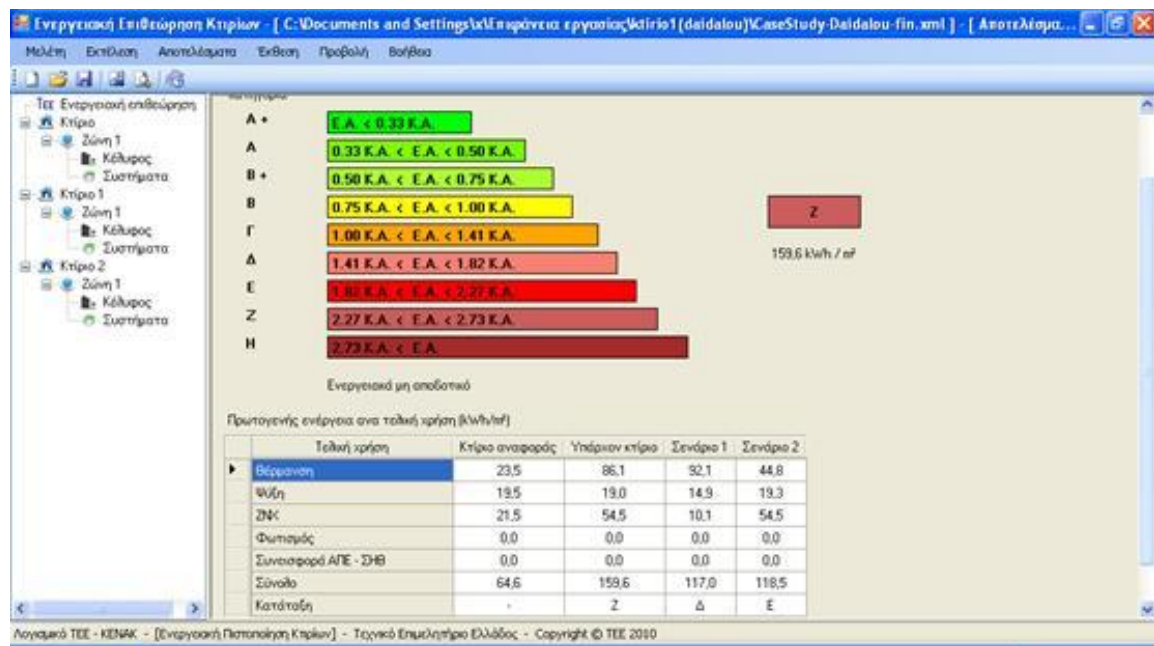 Ενεργειακή Επιθεώρηση Κτιρίων - [ C:\Documents and Settings\x\Επιφάνεια εργασίας\ktirio1(daidalou)\CaseStudy-Daidalou-fin.xml ] - [ Αποτελέσμα...
Μελέτη Εκτέλεση Αποτελέσματα Έκθεση Προβολή Βοήθεια
ΤΕΕ Ενεργειακή επιθεώρηση
Κτίριο
Ζώνη 1
Κέλυφος
Συστήματα
Κτίριο 1
Ζώνη 1
Κέλυφος
Συστήματα
Κτίριο 2
Ζώνη 1
Κέλυφος
Συστήματα
Α + Ε.Α. < 0.33 Κ.Α.
Α 0.33 Κ.Α. < Ε.Α. < 0.50 Κ.Α.
Β + 0.50 Κ.Α. < Ε.Α. < 0.75 Κ.Α.
Β 0.75 Κ.Α. < Ε.Α. < 1.00 Κ.Α.
Γ 1.00 Κ.Α. < Ε.Α. < 1.41 Κ.Α.
Δ 1.41 Κ.Α. < Ε.Α. < 1.82 Κ.Α.
Ε 1.82 Κ.Α. < Ε.Α. < 2.27 Κ.Α.
Ζ 2.27 Κ.Α. < Ε.Α. < 2.73 Κ.Α.
Η 2.73 Κ.Α. < Ε.Α.
Ζ
159,6 kWh / m²
Ενεργειακά μη αποδοτικό
Πρωτογενής ενέργεια ανα τελική χρήση (kWh/m²)
Τελική χρήση Κτίριο αναφοράς Υπάρχον κτίριο Σενάριο 1 Σενάριο 2
Θέρμανση 23,5 86,1 92,1 44,8
Ψύξη 19,5 19,0 14,9 19,3
ΖΝΧ 21,5 54,5 10,1 54,5
Φωτισμός 0,0 0,0 0,0 0,0
Συνεισφορά ΑΠΕ - ΣΗΘ 0,0 0,0 0,0 0,0
Σύνολο 64,6 159,6 117,0 118,5
Κατάταξη - Ζ Δ Ε
Λογισμικό ΤΕΕ - ΚΕΝΑΚ - [Ενεργειακή Πιστοποίηση Κτιρίων] - Τεχνικό Επιμελητήριο Ελλάδος - Copyright © TEE 2010